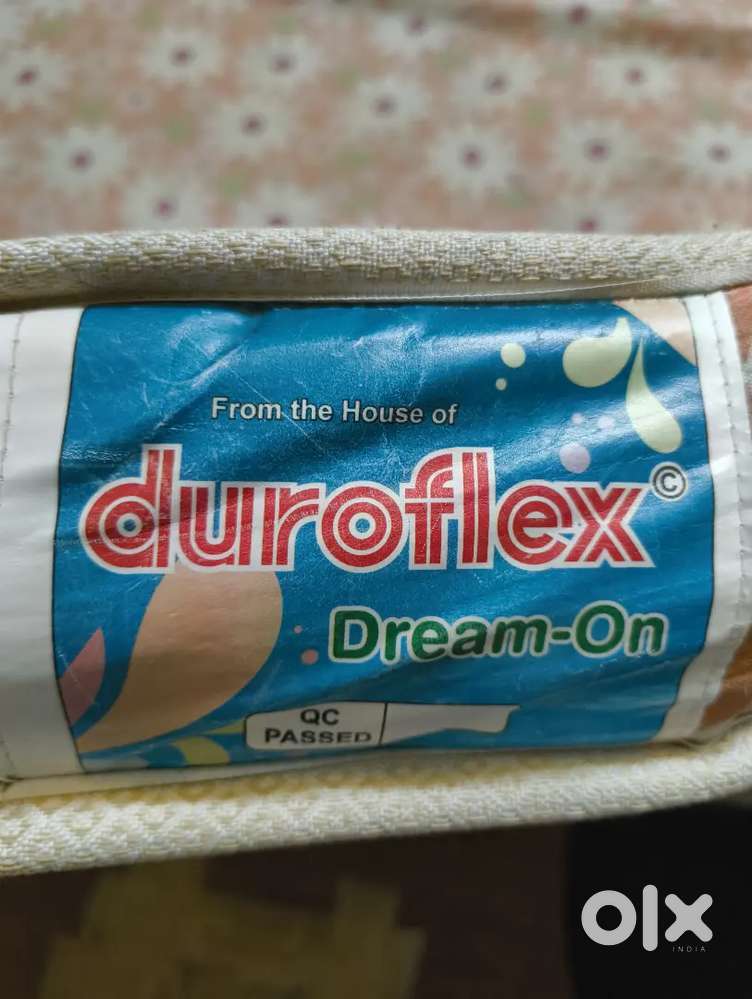 From the House of
duroflex©
Dream-On
QC
PASSED
olx
INDIA